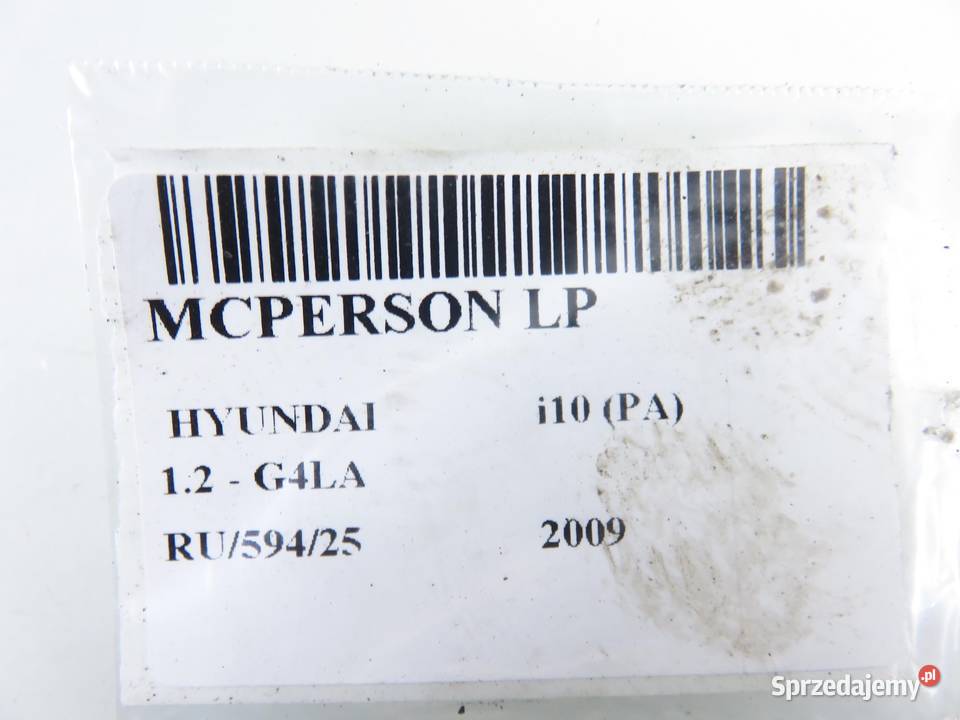 MCPERSON LP
HYUNDAI i10 (PA)
1.2 - G4LA
RU/594/25 2009
Sprzedajemy.pl